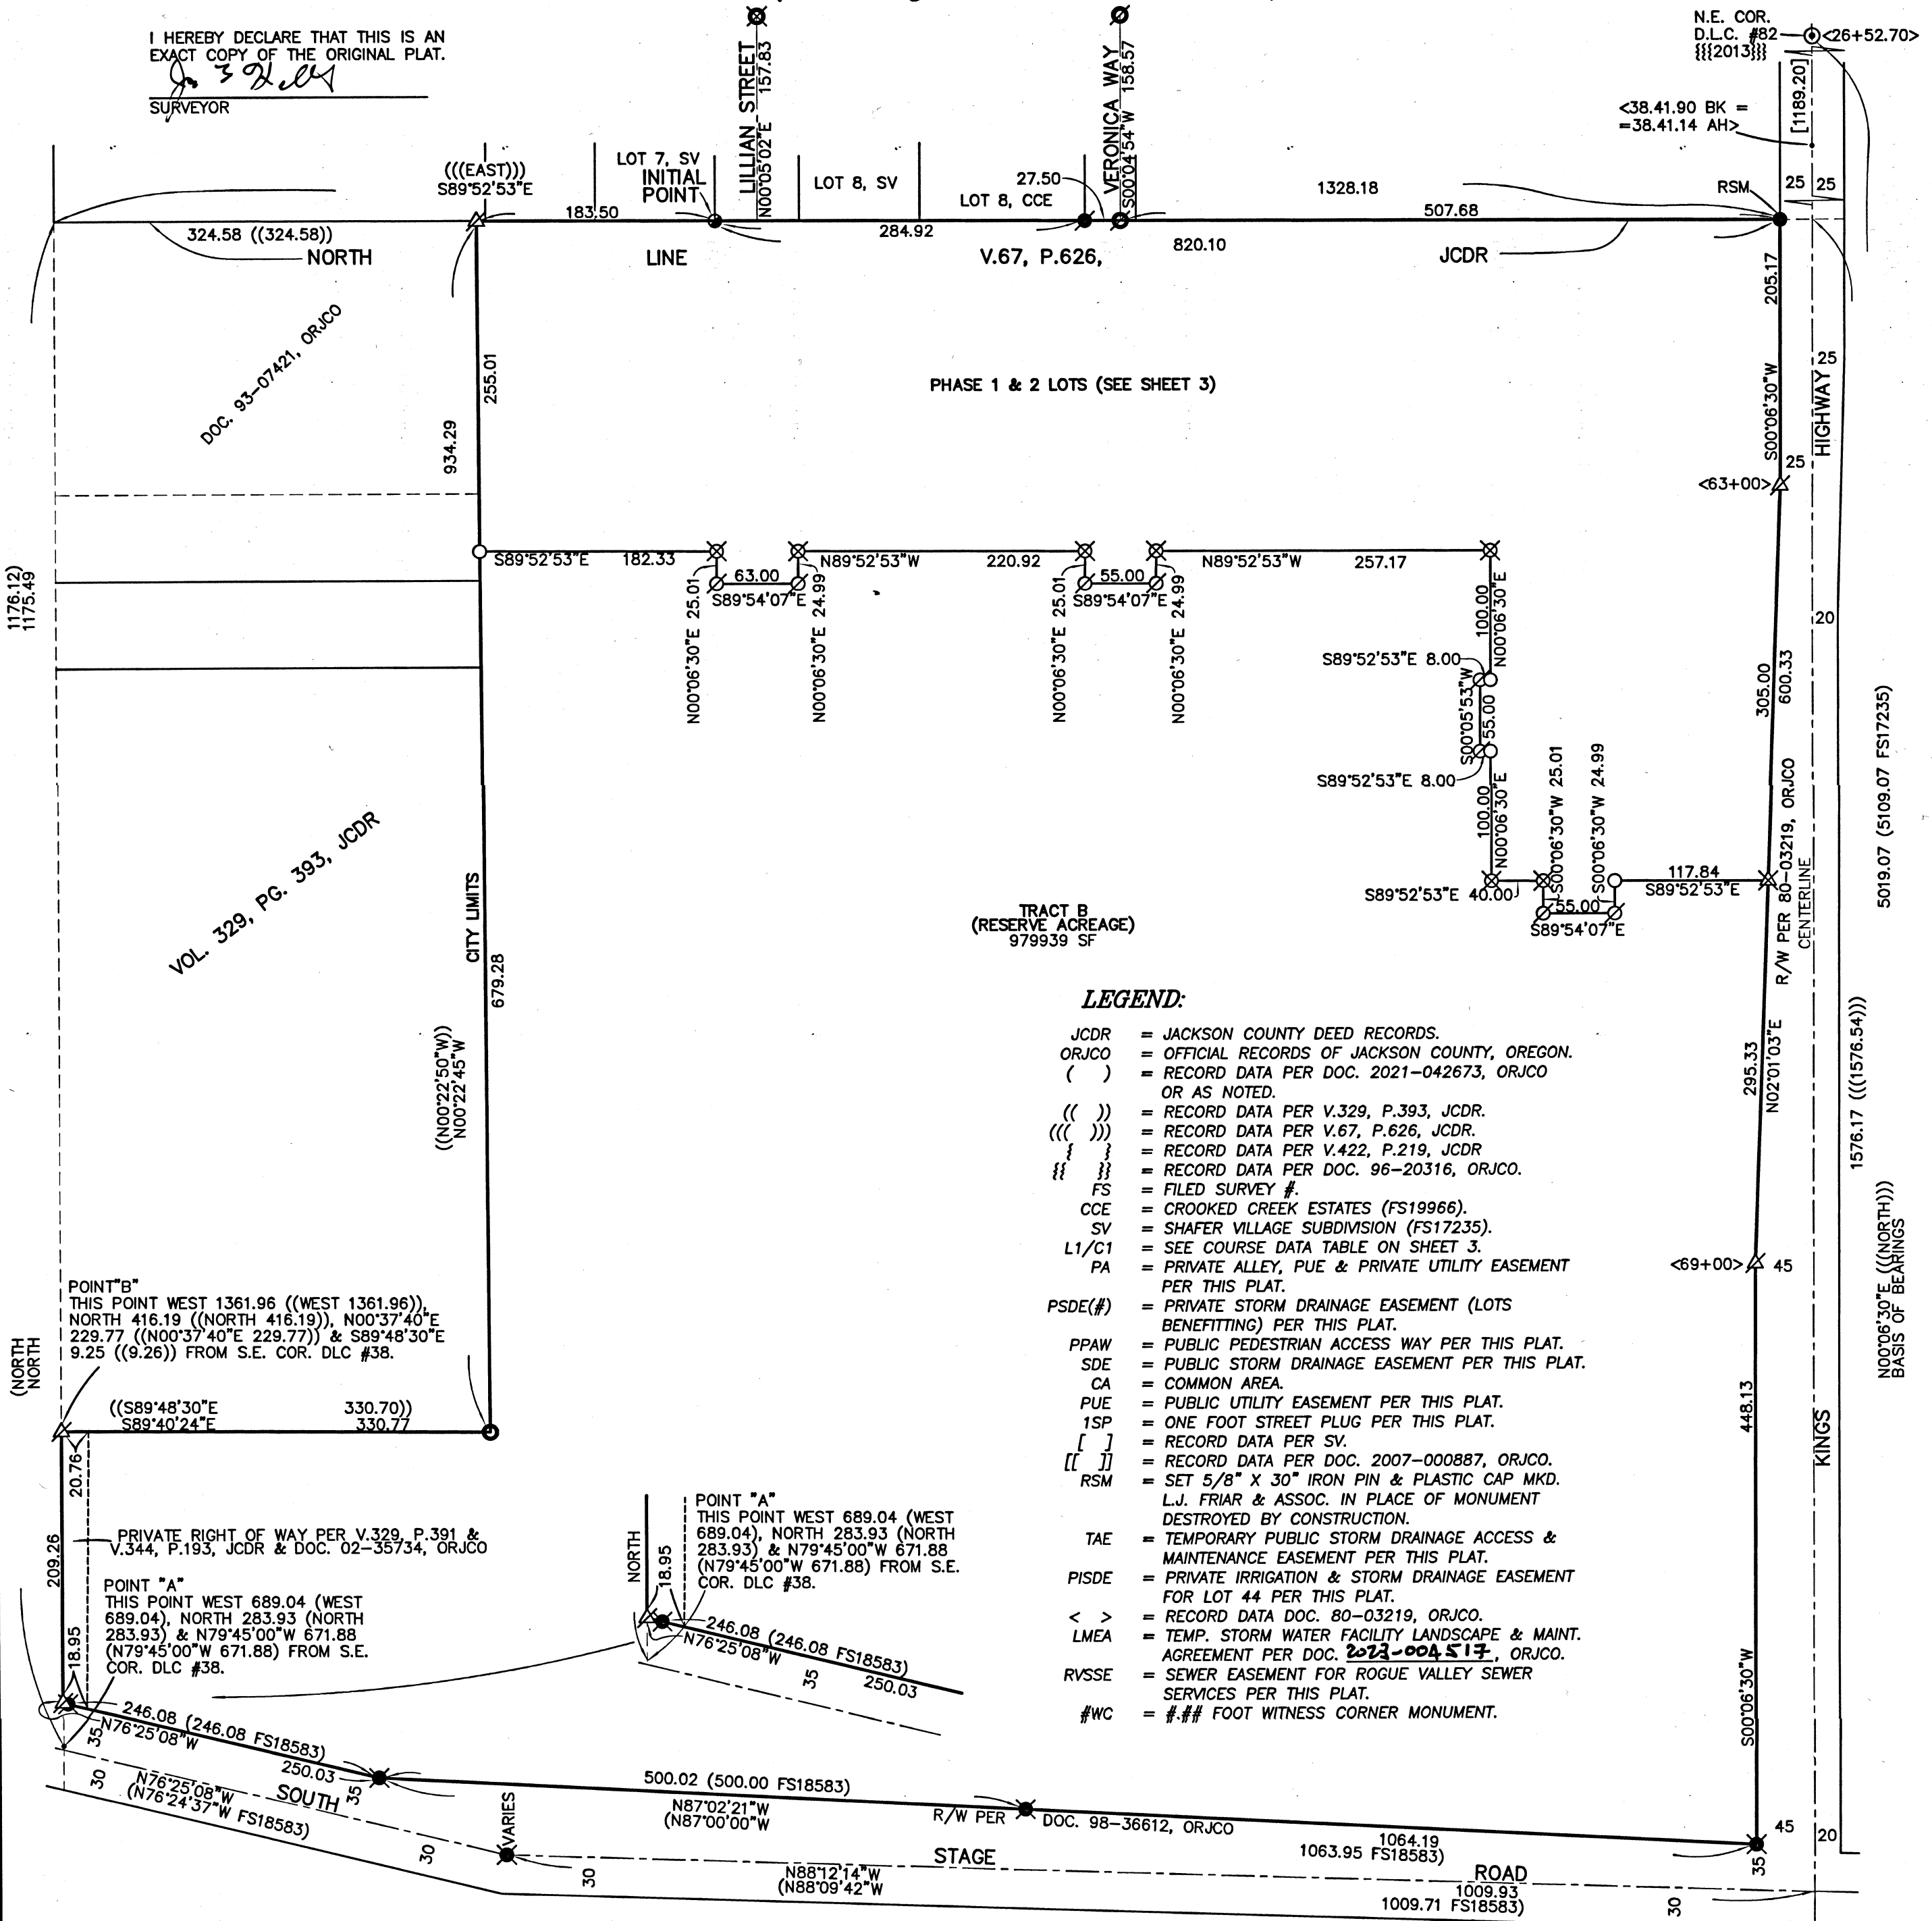 I HEREBY DECLARE THAT THIS IS AN
EXACT COPY OF THE ORIGINAL PLAT.
SURVEYOR
LILLIAN STREET
N00°05'02"E 157.83
VERONICA WAY
S00°04'54"W 158.57
N.E. COR.
D.L.C. #82
{{{2013}}}
<26+52.70>
[1189.20]
<38.41.90 BK =
=38.41.14 AH>
(((EAST)))
S89°52'53"E
LOT 7, SV
INITIAL
POINT
LOT 8, SV
LOT 8, CCE
27.50
1328.18
RSM
25
25
183.50
284.92
507.68
820.10
324.58 ((324.58))
NORTH
LINE
V.67, P.626,
JCDR
205.17
S00°06'30"W
HIGHWAY
25
25
<63+00>
DOC. 93-07421, ORJCO
255.01
934.29
PHASE 1 & 2 LOTS (SEE SHEET 3)
1176.12)
1175.49
S89°52'53"E 182.33
N00°06'30"E 25.01
63.00
S89°54'07"E
N00°06'30"E 24.99
N89°52'53"W 220.92
N00°06'30"E 25.01
55.00
S89°54'07"E
N00°06'30"E 24.99
N89°52'53"W 257.17
100.00
N00°06'30"E
S89°52'53"E 8.00
S00°05'53"W
55.00
S89°52'53"E 8.00
100.00
N00°06'30"E
S89°52'53"E 40.00
S00°06'30"W 25.01
55.00
S89°54'07"E
S00°06'30"W 24.99
117.84
S89°52'53"E
20
305.00
600.33
R/W PER 80-03219, ORJCO
CENTERLINE
5019.07 (5109.07 FS17235)
VOL. 329, PG. 393, JCDR
CITY LIMITS
679.28
((N00°22'50"W))
N00°22'45"W
TRACT B
(RESERVE ACREAGE)
979939 SF
295.33
N02°01'03"E
1576.17 (((1576.54)))
N00°06'30"E (((NORTH)))
BASIS OF BEARINGS
<69+00>
45
LEGEND:
JCDR = JACKSON COUNTY DEED RECORDS.
ORJCO = OFFICIAL RECORDS OF JACKSON COUNTY, OREGON.
( ) = RECORD DATA PER DOC. 2021-042673, ORJCO
OR AS NOTED.
(( )) = RECORD DATA PER V.329, P.393, JCDR.
((( ))) = RECORD DATA PER V.67, P.626, JCDR.
{ } = RECORD DATA PER V.422, P.219, JCDR
{{ }} = RECORD DATA PER DOC. 96-20316, ORJCO.
FS = FILED SURVEY #.
CCE = CROOKED CREEK ESTATES (FS19966).
SV = SHAFER VILLAGE SUBDIVISION (FS17235).
L1/C1 = SEE COURSE DATA TABLE ON SHEET 3.
PA = PRIVATE ALLEY, PUE & PRIVATE UTILITY EASEMENT
PER THIS PLAT.
PSDE(#) = PRIVATE STORM DRAINAGE EASEMENT (LOTS
BENEFITTING) PER THIS PLAT.
PPAW = PUBLIC PEDESTRIAN ACCESS WAY PER THIS PLAT.
SDE = PUBLIC STORM DRAINAGE EASEMENT PER THIS PLAT.
CA = COMMON AREA.
PUE = PUBLIC UTILITY EASEMENT PER THIS PLAT.
1SP = ONE FOOT STREET PLUG PER THIS PLAT.
[ ] = RECORD DATA PER SV.
[[ ]] = RECORD DATA PER DOC. 2007-000887, ORJCO.
RSM = SET 5/8" X 30" IRON PIN & PLASTIC CAP MKD.
L.J. FRIAR & ASSOC. IN PLACE OF MONUMENT
DESTROYED BY CONSTRUCTION.
TAE = TEMPORARY PUBLIC STORM DRAINAGE ACCESS &
MAINTENANCE EASEMENT PER THIS PLAT.
PISDE = PRIVATE IRRIGATION & STORM DRAINAGE EASEMENT
FOR LOT 44 PER THIS PLAT.
< > = RECORD DATA DOC. 80-03219, ORJCO.
LMEA = TEMP. STORM WATER FACILITY LANDSCAPE & MAINT.
AGREEMENT PER DOC. 2023-004517, ORJCO.
RVSSE = SEWER EASEMENT FOR ROGUE VALLEY SEWER
SERVICES PER THIS PLAT.
#WC = #.## FOOT WITNESS CORNER MONUMENT.
POINT"B"
THIS POINT WEST 1361.96 ((WEST 1361.96)),
NORTH 416.19 ((NORTH 416.19)), N00°37'40"E
229.77 ((N00°37'40"E 229.77)) & S89°48'30"E
9.25 ((9.26)) FROM S.E. COR. DLC #38.
(NORTH
NORTH
((S89°48'30"E 330.70))
S89°40'24"E 330.77
20.76
209.26
PRIVATE RIGHT OF WAY PER V.329, P.391 &
V.344, P.193, JCDR & DOC. 02-35734, ORJCO
POINT "A"
THIS POINT WEST 689.04 (WEST
689.04), NORTH 283.93 (NORTH
283.93) & N79°45'00"W 671.88
(N79°45'00"W 671.88) FROM S.E.
COR. DLC #38.
18.95
NORTH
18.95
POINT "A"
THIS POINT WEST 689.04 (WEST
689.04), NORTH 283.93 (NORTH
283.93) & N79°45'00"W 671.88
(N79°45'00"W 671.88) FROM S.E.
COR. DLC #38.
246.08 (246.08 FS18583)
N76°25'08"W
35
250.03
448.13
S00°06'30"W
KINGS
246.08 (246.08 FS18583)
N76°25'08"W
250.03
35
35
30
N76°25'08"W
(N76°24'37"W FS18583)
SOUTH
30
VARIES
30
500.02 (500.00 FS18583)
N87°02'21"W
(N87°00'00"W
R/W PER DOC. 98-36612, ORJCO
1064.19
1063.95 FS18583)
45
20
35
STAGE
ROAD
N88°12'14"W
(N88°09'42"W
1009.93
1009.71 FS18583)
30